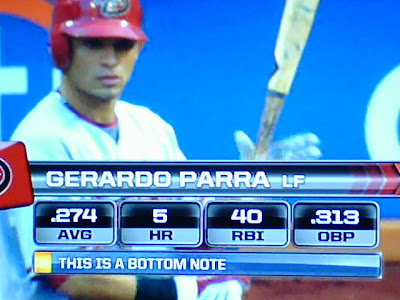 GERARDO PARRA LF
.274 5 40 .313
AVG HR RBI OBP
THIS IS A BOTTOM NOTE